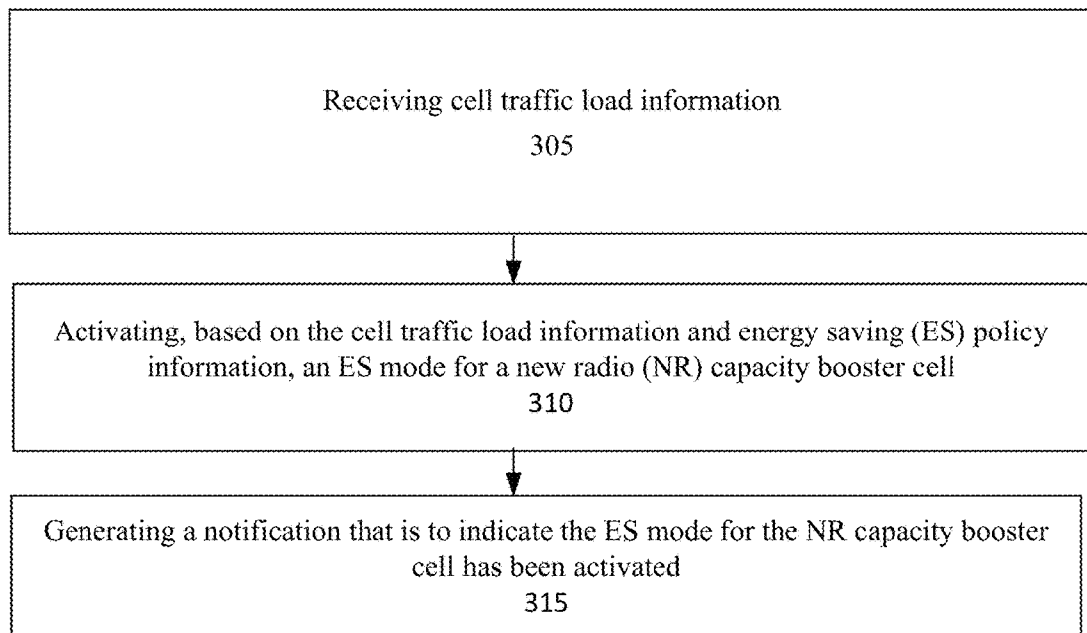 Receiving cell traffic load information
305
Activating, based on the cell traffic load information and energy saving (ES) policy
information, an ES mode for a new radio (NR) capacity booster cell
310
Generating a notification that is to indicate the ES mode for the NR capacity booster
cell has been activated
315